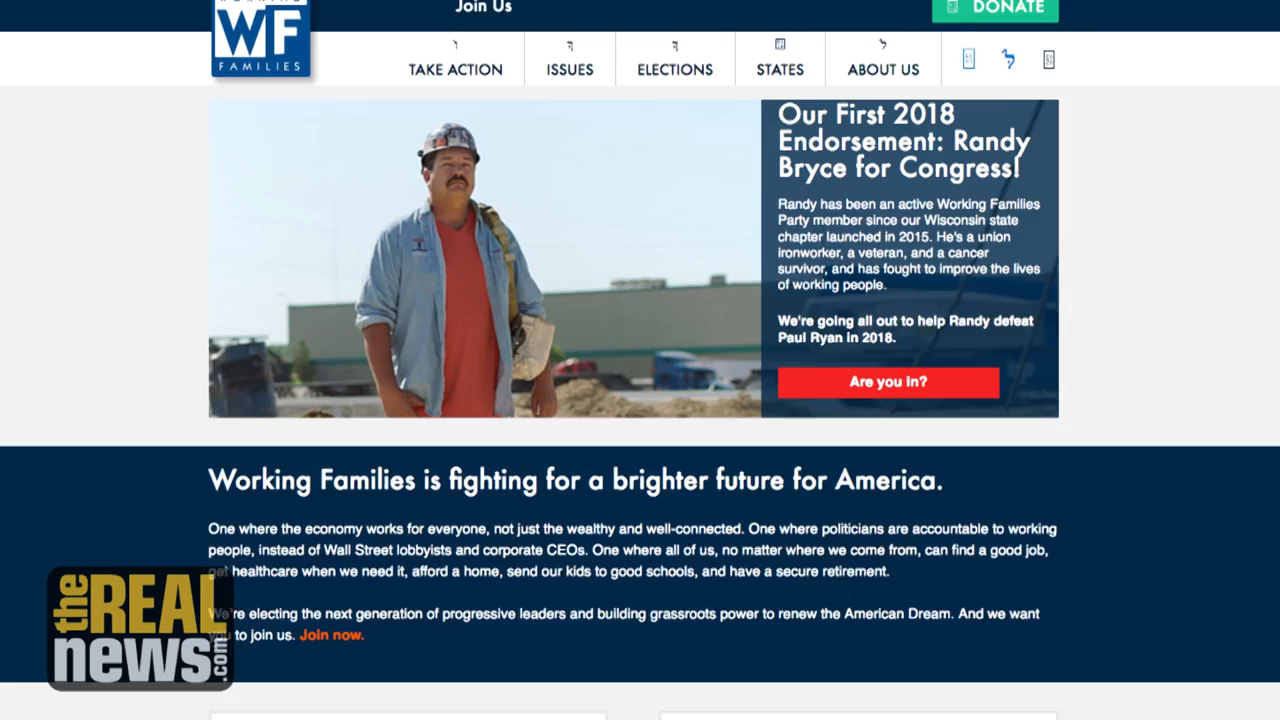 WORKING
WF
FAMILIES
Join Us
DONATE
TAKE ACTION
ISSUES
ELECTIONS
STATES
ABOUT US
Our First 2018
Endorsement: Randy
Bryce for Congress!
Randy has been an active Working Families
Party member since our Wisconsin state
chapter launched in 2015. He's a union
ironworker, a veteran, and a cancer
survivor, and has fought to improve the lives
of working people.
We're going all out to help Randy defeat
Paul Ryan in 2018.
Are you in?
Working Families is fighting for a brighter future for America.
One where the economy works for everyone, not just the wealthy and well-connected. One where politicians are accountable to working
people, instead of Wall Street lobbyists and corporate CEOs. One where all of us, no matter where we come from, can find a good job,
get healthcare when we need it, afford a home, send our kids to good schools, and have a secure retirement.
We're electing the next generation of progressive leaders and building grassroots power to renew the American Dream. And we want
you to join us. Join now.
the REAL
news.com